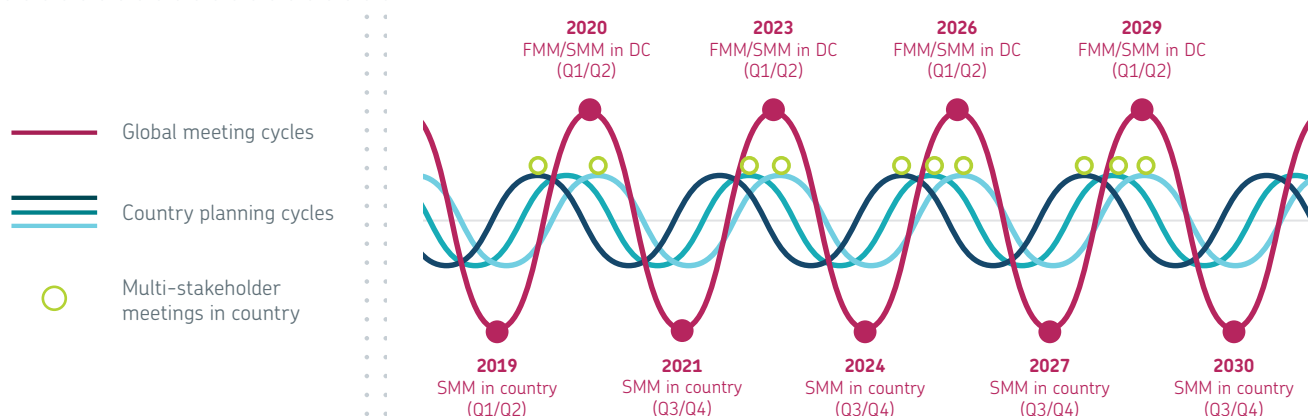 2020
FMM/SMM in DC
(Q1/Q2)
2023
FMM/SMM in DC
(Q1/Q2)
2026
FMM/SMM in DC
(Q1/Q2)
2029
FMM/SMM in DC
(Q1/Q2)
Global meeting cycles
Country planning cycles
Multi-stakeholder
meetings in country
2019
SMM in country
(Q1/Q2)
2021
SMM in country
(Q3/Q4)
2024
SMM in country
(Q3/Q4)
2027
SMM in country
(Q3/Q4)
2030
SMM in country
(Q3/Q4)